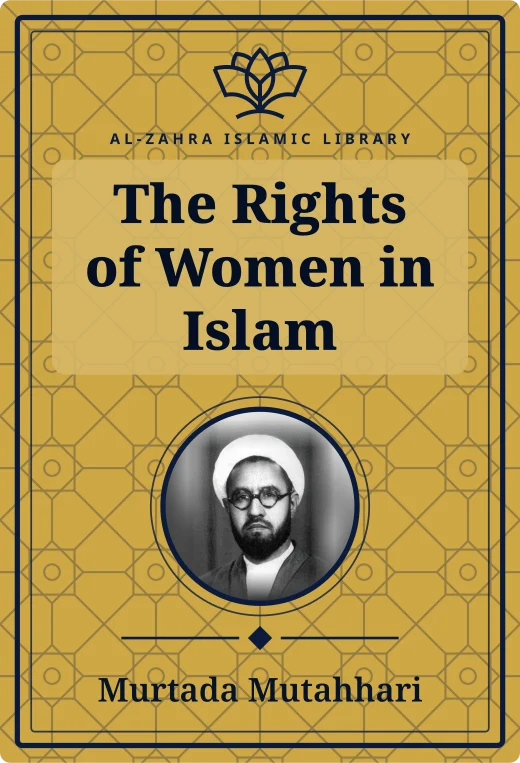 AL-ZAHRA ISLAMIC LIBRARY
The Rights
of Women in
Islam
Murtada Mutahhari